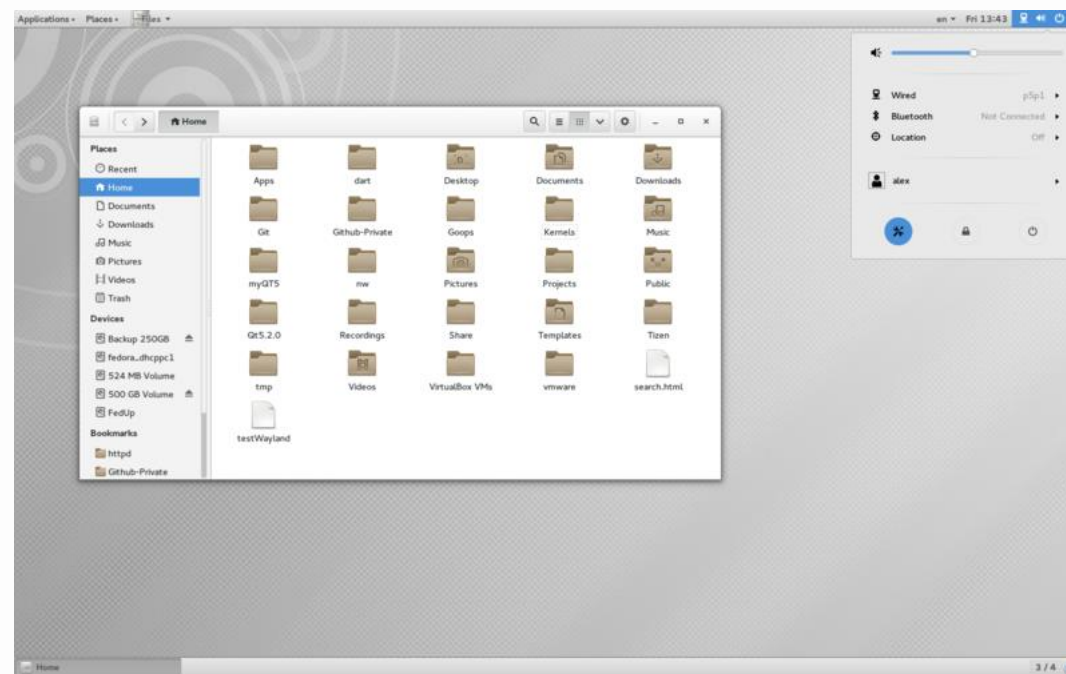 Applications Places Files en Fri 13:43
Home
Places
Recent
Home
Documents
Downloads
Music
Pictures
Videos
Trash
Devices
Backup 250GB
fedora_dhcppc1
524 MB Volume
500 GB Volume
FedUp
Bookmarks
httpd
Github-Private
Apps dart Desktop Documents Downloads
Git Github-Private Goops Kernels Music
myQT5 nw Pictures Projects Public
Qt5.2.0 Recordings Share Templates Tizen
tmp Videos VirtualBox VMs vmware search.html
testWayland
Wired p5p1
Bluetooth Not Connected
Location Off
alex
Home 3 / 4